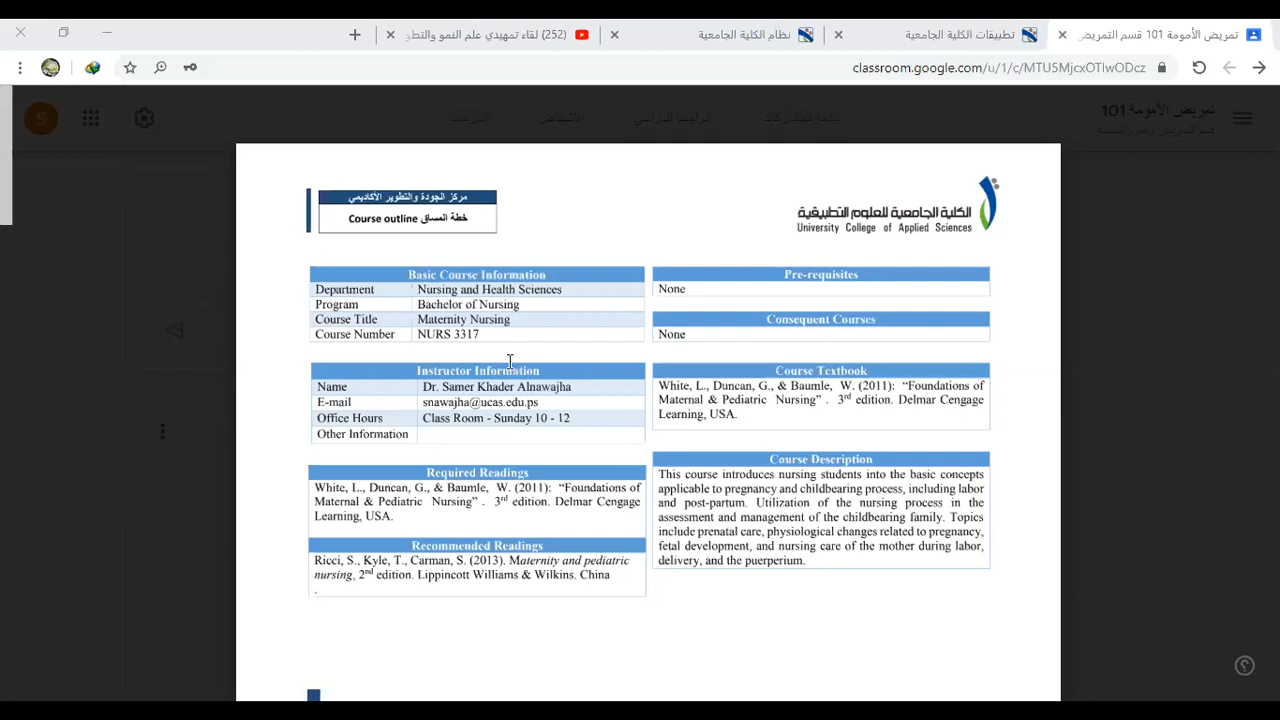 تمريض الأمومة 101 قسم التمريض
تطبيقات الكلية الجامعية
نظام الكلية الجامعية
(252) لقاء تمهيدي علم النمو والتطو
classroom.google.com/u/1/c/MTU5MjcxOTIwODcz
تمريض الأمومة 101
ساحة المشاركات
الواجب الدراسي
الأشخاص
الدرجات
S
مركز الجودة والتطوير الأكاديمي
خطة المساق Course outline
الكلية الجامعية للعلوم التطبيقية
University College of Applied Sciences
Basic Course Information
Department Nursing and Health Sciences
Program Bachelor of Nursing
Course Title Maternity Nursing
Course Number NURS 3317
Pre-requisites
None
Consequent Courses
None
Instructor Information
Name Dr. Samer Khader Alnawajha
E-mail snawajha@ucas.edu.ps
Office Hours Class Room - Sunday 10 - 12
Other Information
Course Textbook
White, L., Duncan, G., & Baumle, W. (2011): “Foundations of
Maternal & Pediatric Nursing” . 3rd edition. Delmar Cengage
Learning, USA.
Required Readings
White, L., Duncan, G., & Baumle, W. (2011): “Foundations of
Maternal & Pediatric Nursing” . 3rd edition. Delmar Cengage
Learning, USA.
Recommended Readings
Ricci, S., Kyle, T., Carman, S. (2013). Maternity and pediatric
nursing, 2nd edition. Lippincott Williams & Wilkins. China
.
Course Description
This course introduces nursing students into the basic concepts
applicable to pregnancy and childbearing process, including labor
and post-partum. Utilization of the nursing process in the
assessment and management of the childbearing family. Topics
include prenatal care, physiological changes related to pregnancy,
fetal development, and nursing care of the mother during labor,
delivery, and the puerperium.